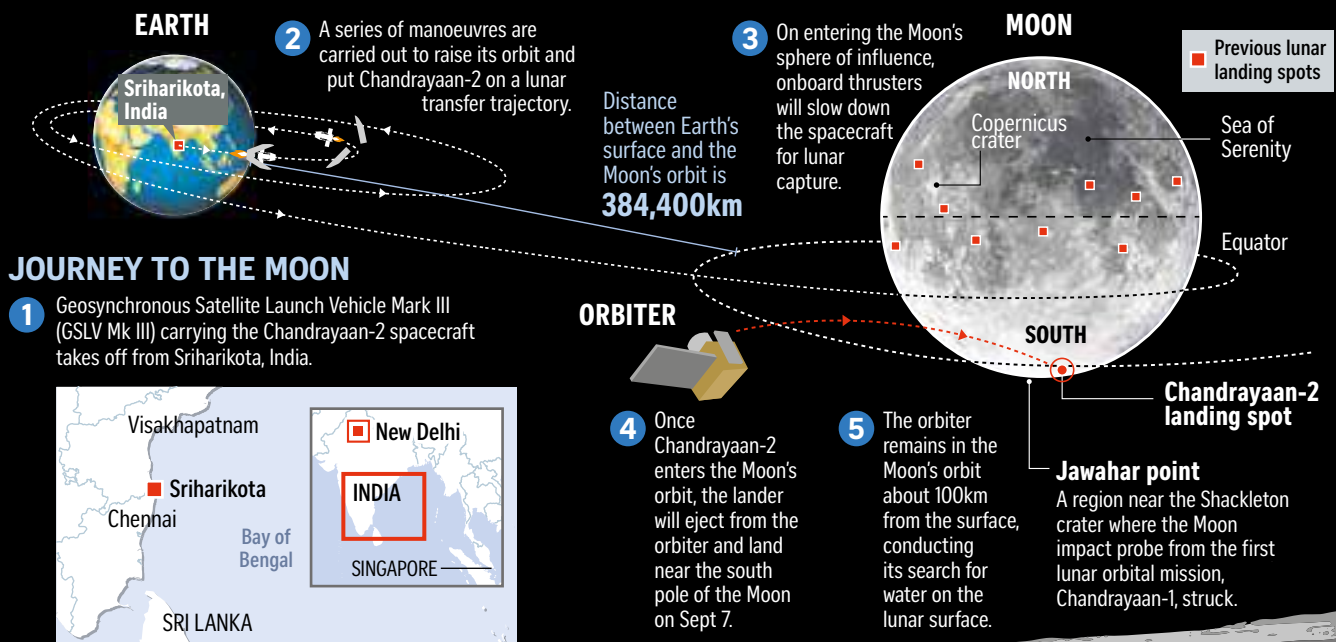 EARTH
Sriharikota,
India
2
A series of manoeuvres are
carried out to raise its orbit and
put Chandrayaan-2 on a lunar
transfer trajectory.
Distance
between Earth's
surface and the
Moon's orbit is
384,400km
3
On entering the Moon's
sphere of influence,
onboard thrusters
will slow down
the spacecraft
for lunar
capture.
MOON
Previous lunar
landing spots
NORTH
Copernicus
crater
Sea of
Serenity
Equator
SOUTH
Chandrayaan-2
landing spot
Jawahar point
A region near the Shackleton
crater where the Moon
impact probe from the first
lunar orbital mission,
Chandrayaan-1, struck.
JOURNEY TO THE MOON
1
Geosynchronous Satellite Launch Vehicle Mark III
(GSLV Mk III) carrying the Chandrayaan-2 spacecraft
takes off from Sriharikota, India.
ORBITER
4
Once
Chandrayaan-2
enters the Moon's
orbit, the lander
will eject from the
orbiter and land
near the south
pole of the Moon
on Sept 7.
5
The orbiter
remains in the
Moon's orbit
about 100km
from the surface,
conducting
its search for
water on the
lunar surface.
Visakhapatnam
Sriharikota
Chennai
Bay of
Bengal
SRI LANKA
New Delhi
INDIA
SINGAPORE